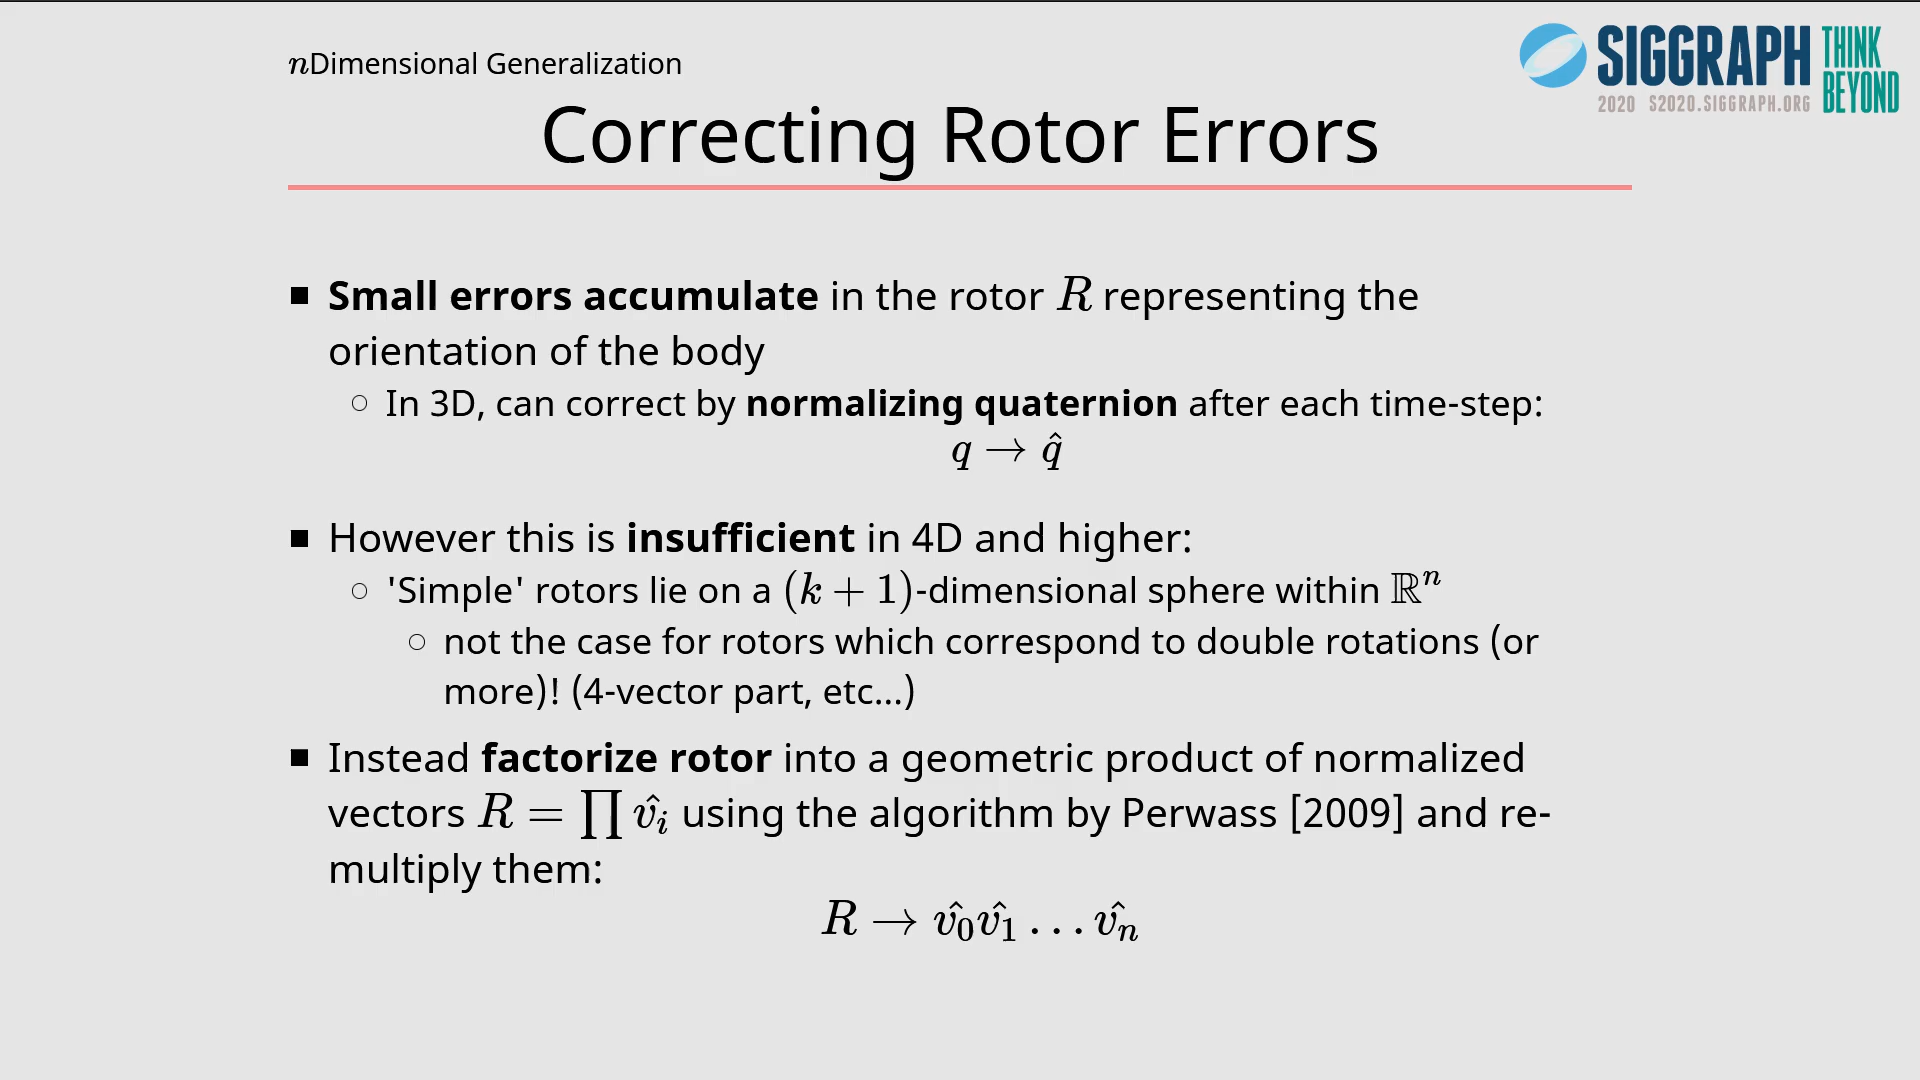 nDimensional Generalization
SIGGRAPH THINK BEYOND
2020 S2020.SIGGRAPH.ORG
Correcting Rotor Errors
Small errors accumulate in the rotor R representing the
orientation of the body
In 3D, can correct by normalizing quaternion after each time-step:
q → q̂
However this is insufficient in 4D and higher:
'Simple' rotors lie on a (k + 1)-dimensional sphere within ℝⁿ
not the case for rotors which correspond to double rotations (or
more)! (4-vector part, etc...)
Instead factorize rotor into a geometric product of normalized
vectors R = ∏ v̂ᵢ using the algorithm by Perwass [2009] and re-
multiply them:
R → v̂₀v̂₁ . . . v̂ₙ